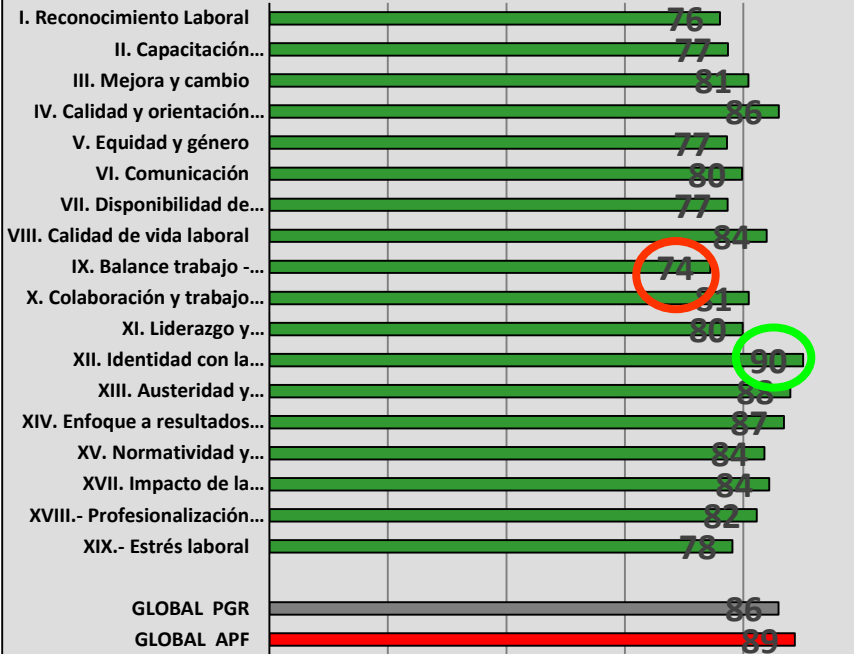 I. Reconocimiento Laboral 76
II. Capacitación... 77
III. Mejora y cambio 81
IV. Calidad y orientación... 86
V. Equidad y género 77
VI. Comunicación 80
VII. Disponibilidad de... 77
VIII. Calidad de vida laboral 84
IX. Balance trabajo -... 74
X. Colaboración y trabajo... 81
XI. Liderazgo y... 80
XII. Identidad con la... 90
XIII. Austeridad y... 88
XIV. Enfoque a resultados... 87
XV. Normatividad y... 84
XVII. Impacto de la... 84
XVIII.- Profesionalización... 82
XIX.- Estrés laboral 78
GLOBAL PGR 86
GLOBAL APF 89